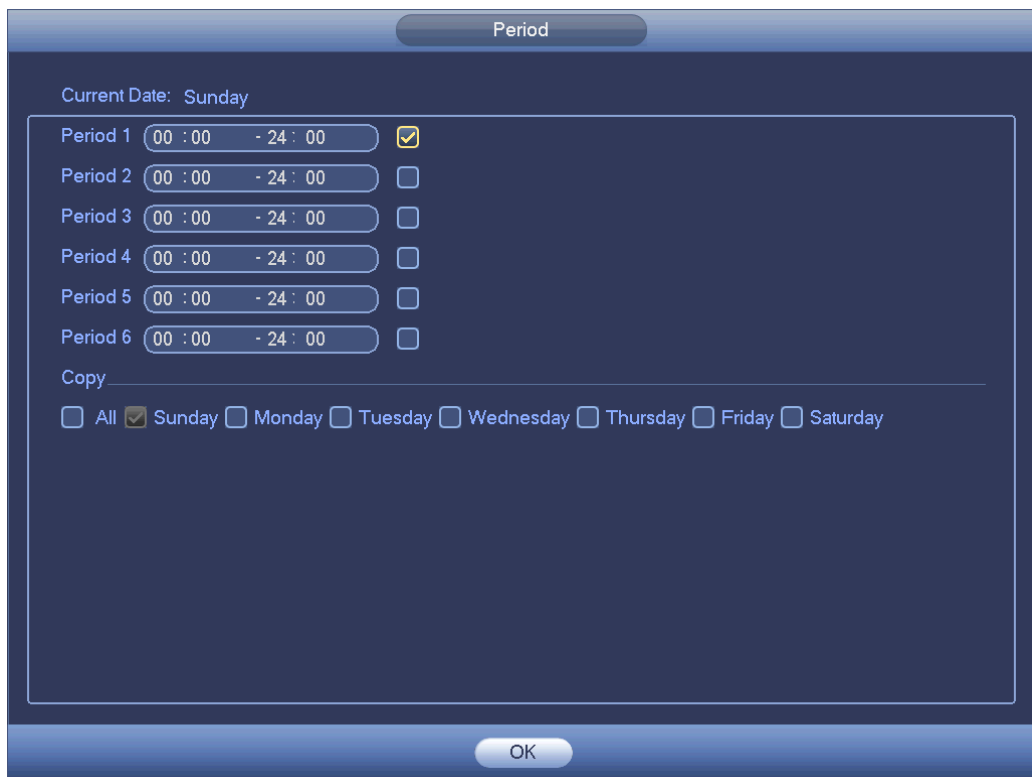 Period
Current Date: Sunday
Period 1 00 :00 - 24 : 00
Period 2 00 :00 - 24 : 00
Period 3 00 :00 - 24 : 00
Period 4 00 :00 - 24 : 00
Period 5 00 :00 - 24 : 00
Period 6 00 :00 - 24 : 00
Copy
All Sunday Monday Tuesday Wednesday Thursday Friday Saturday
OK